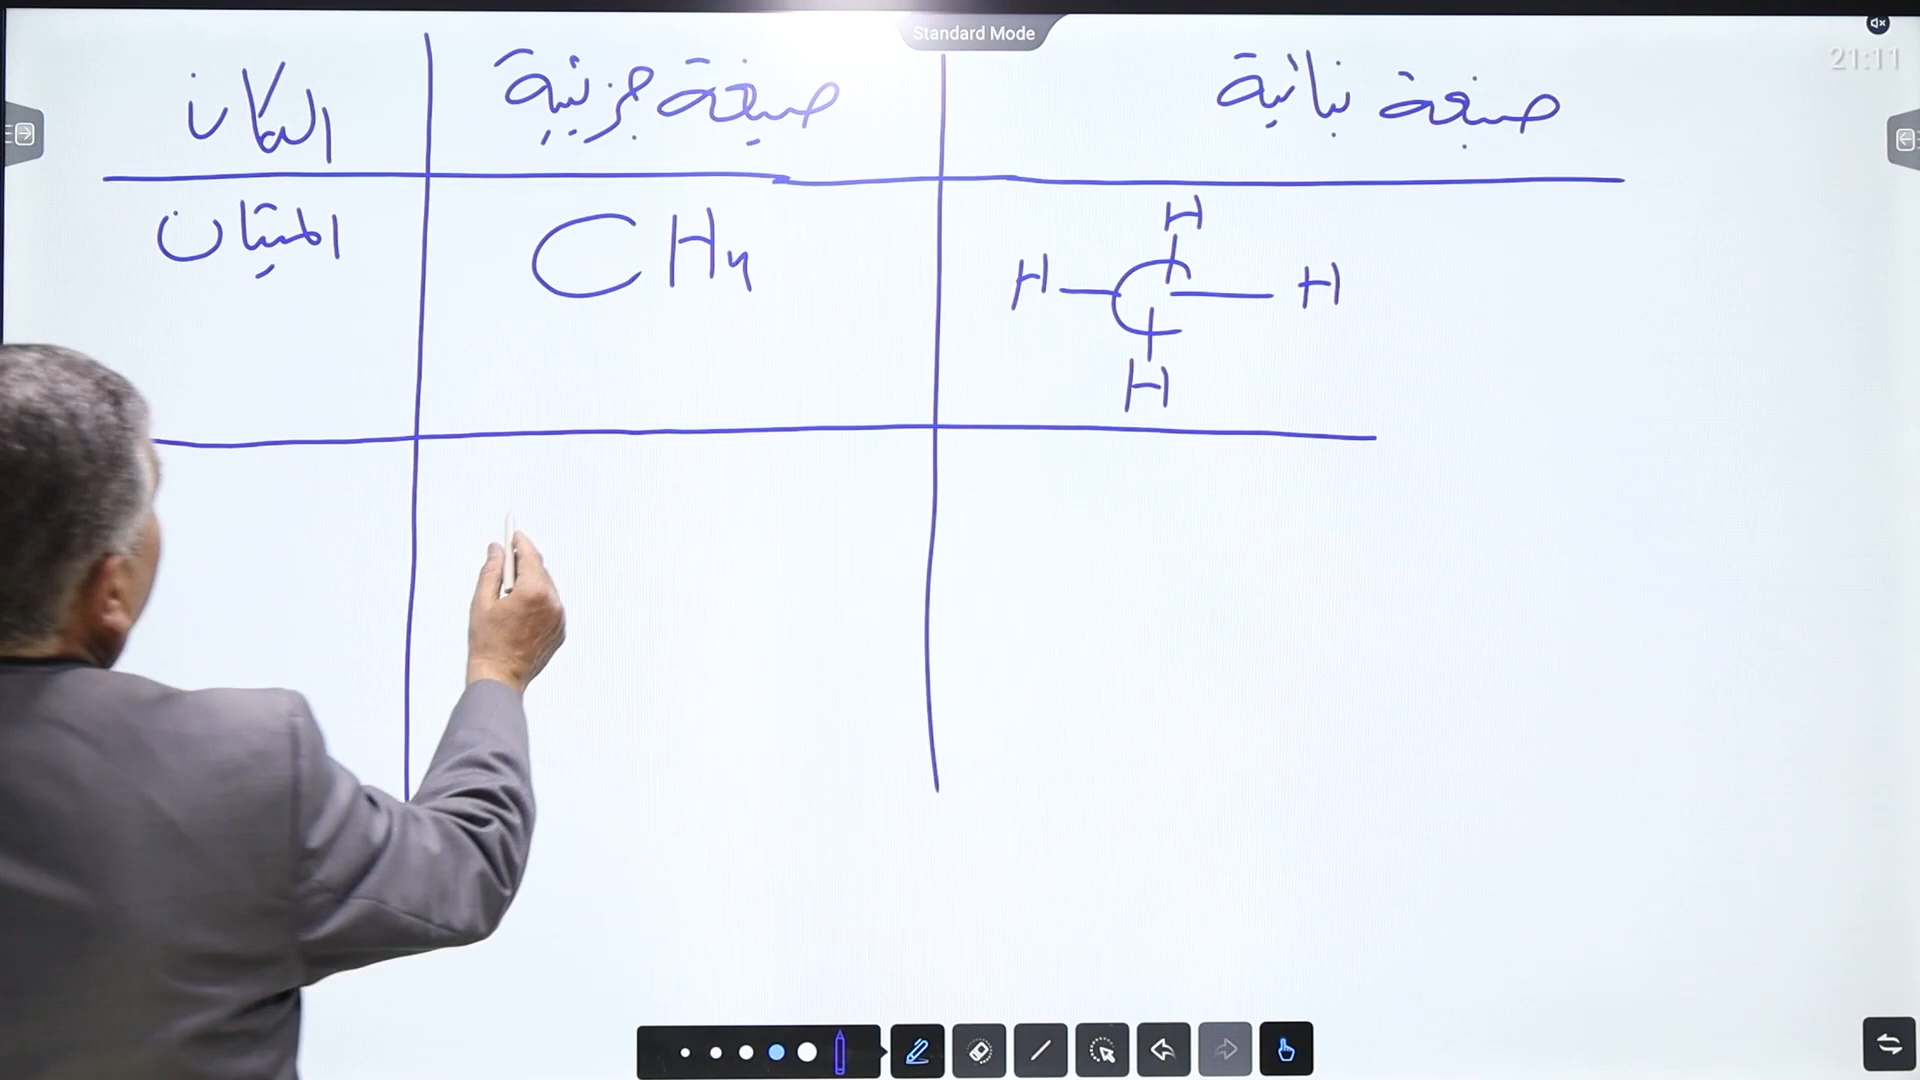 Standard Mode
21:11
صيغة بنائية
صيغة جزيئية
الألكان
H
H C H
H
CH4
الميثان